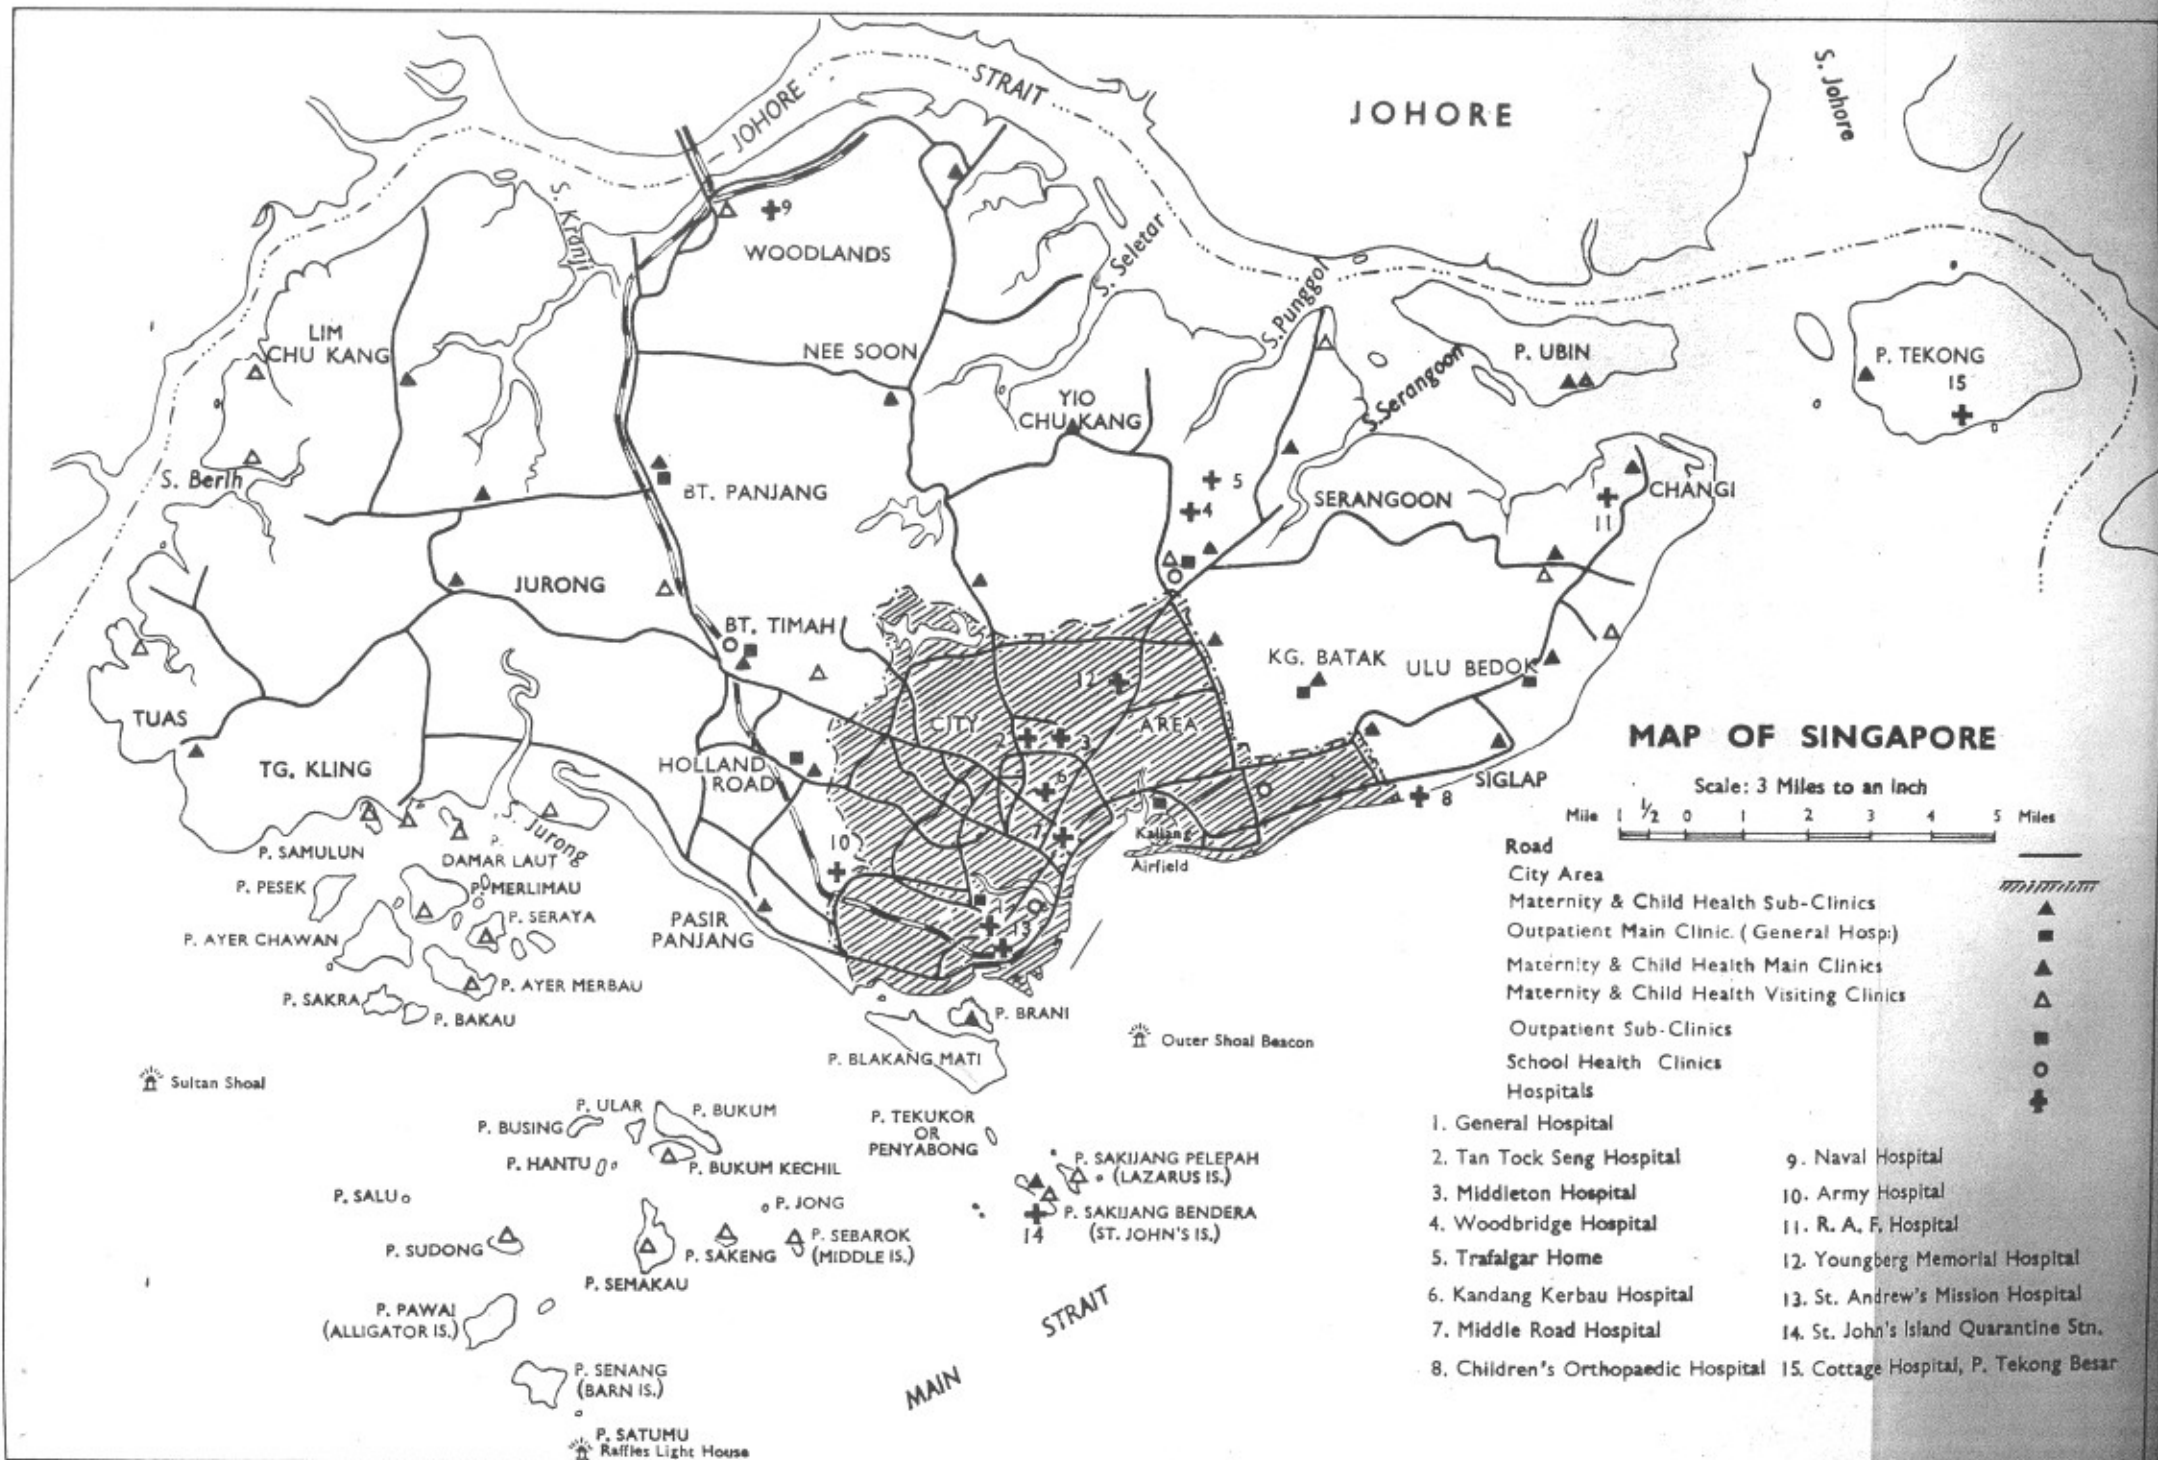 JOHORE
STRAIT
JOHORE
S. Johore
S. Kranji
9
WOODLANDS
S. Seletar
S. Punggol
LIM
CHU KANG
NEE SOON
S. Serangoon
P. UBIN
P. TEKONG
15
YIO
CHU KANG
S. Berih
BT. PANJANG
5
4
SERANGOON
CHANGI
11
JURONG
BT. TIMAH
KG. BATAK
ULU BEDOK
12
TUAS
CITY
AREA
2
3
TG. KLING
HOLLAND
ROAD
6
SIGLAP
8
S. Jurong
7
Kallang
Airfield
10
P. SAMULUN
P.
DAMAR LAUT
P. PESEK
P. MERLIMAU
P. SERAYA
P. AYER CHAWAN
PASIR
PANJANG
1
13
P. AYER MERBAU
P. SAKRA
P. BAKAU
P. BRANI
P. BLAKANG MATI
Outer Shoal Beacon
Sultan Shoal
P. ULAR
P. BUKUM
P. BUSING
P. HANTU
P. BUKUM KECHIL
P. TEKUKOR
OR
PENYABONG
P. SAKIJANG PELEPAH
(LAZARUS IS.)
P. SALU
P. JONG
P. SAKIJANG BENDERA
(ST. JOHN'S IS.)
14
P. SUDONG
P. SAKENG
P. SEBAROK
(MIDDLE IS.)
P. SEMAKAU
P. PAWAI
(ALLIGATOR IS.)
P. SENANG
(BARN IS.)
P. SATUMU
Raffles Light House
MAIN
STRAIT
MAP OF SINGAPORE
Scale: 3 Miles to an Inch
Mile 1 1/2 0 1 2 3 4 5 Miles
Road
City Area
Maternity & Child Health Sub-Clinics
Outpatient Main Clinic. (General Hosp:)
Maternity & Child Health Main Clinics
Maternity & Child Health Visiting Clinics
Outpatient Sub-Clinics
School Health Clinics
Hospitals
1. General Hospital
2. Tan Tock Seng Hospital
3. Middleton Hospital
4. Woodbridge Hospital
5. Trafalgar Home
6. Kandang Kerbau Hospital
7. Middle Road Hospital
8. Children's Orthopaedic Hospital
9. Naval Hospital
10. Army Hospital
11. R. A. F. Hospital
12. Youngberg Memorial Hospital
13. St. Andrew's Mission Hospital
14. St. John's Island Quarantine Stn.
15. Cottage Hospital, P. Tekong Besar